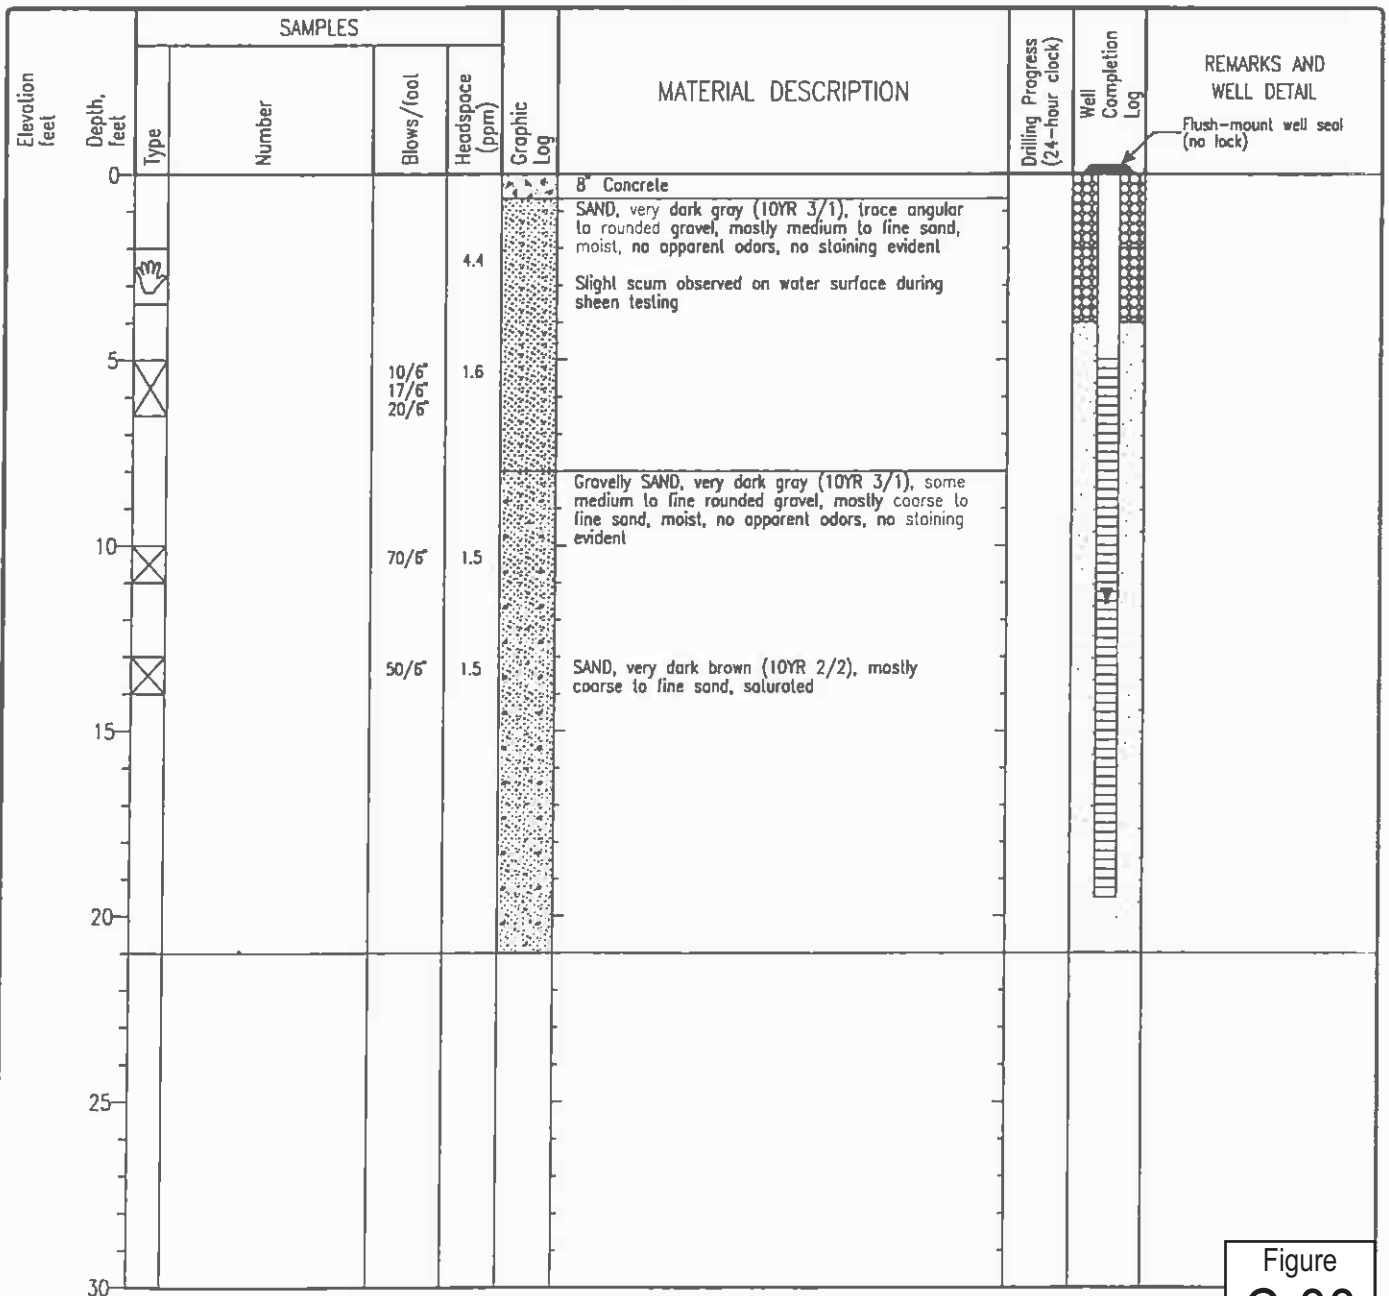 SAMPLES
Elevation
feet
Depth,
feet
Type
Number
Blows/foot
Headspace
(ppm)
Graphic
Log
MATERIAL DESCRIPTION
Drilling Progress
(24-hour clock)
Well
Completion
Log
REMARKS AND
WELL DETAIL
Flush-mount well seal
(no lock)
0
8" Concrete
SAND, very dark gray (10YR 3/1), trace angular
to rounded gravel, mostly medium to fine sand,
moist, no apparent odors, no staining evident
4.4
Slight scum observed on water surface during
sheen testing
5
10/6" 1.6
17/6"
20/6"
Gravelly SAND, very dark gray (10YR 3/1), some
medium to fine rounded gravel, mostly coarse to
fine sand, moist, no apparent odors, no staining
evident
10
70/6" 1.5
50/6" 1.5
SAND, very dark brown (10YR 2/2), mostly
coarse to fine sand, saturated
15
20
25
30
Figure